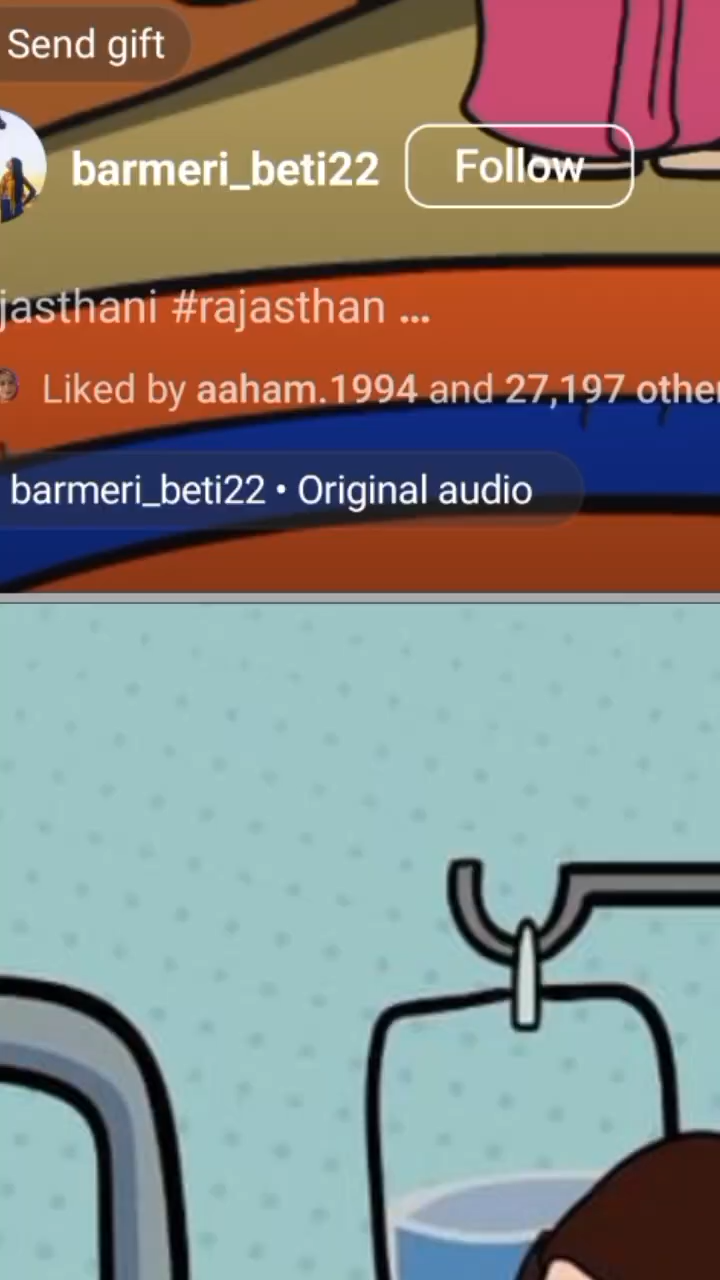 Send gift
barmeri_beti22 Follow
jasthani #rajasthan ...
Liked by aaham.1994 and 27,197 other
barmeri_beti22 • Original audio